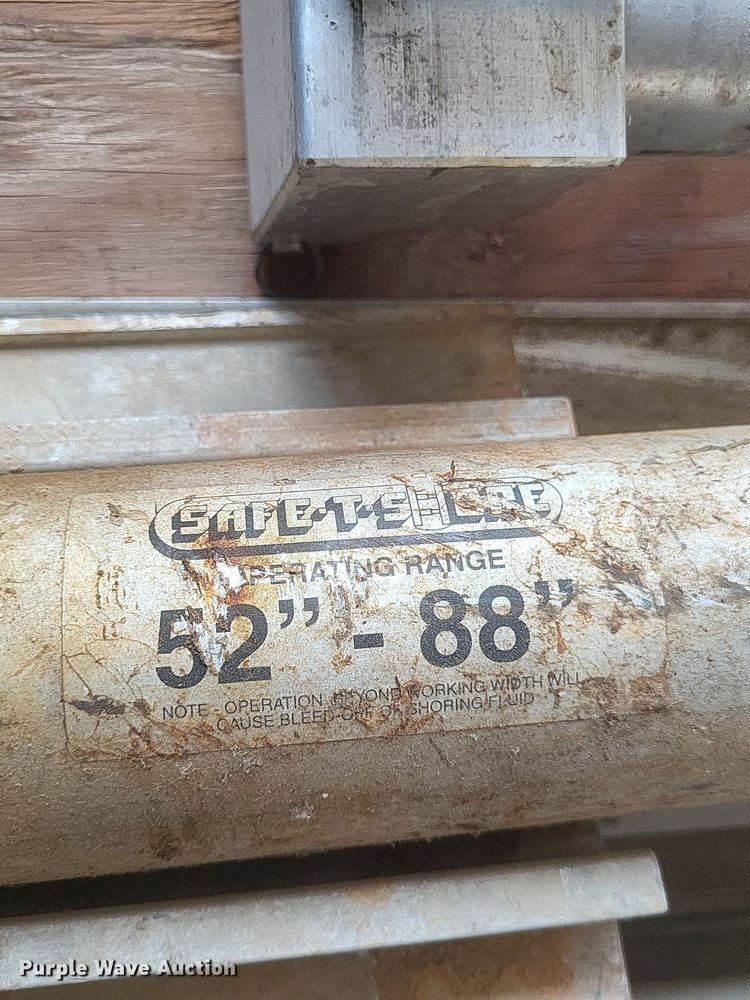 SAFE-T-SHORE
OPERATING RANGE
52" - 88"
NOTE - OPERATION BEYOND WORKING WIDTH WILL
CAUSE BLEED-OFF OF SHORING FLUID
Purple Wave Auction